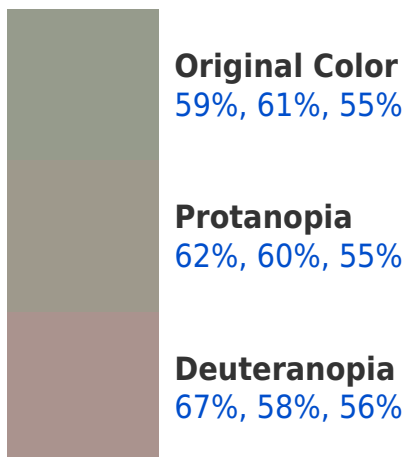 Original Color
59%, 61%, 55%
Protanopia
62%, 60%, 55%
Deuteranopia
67%, 58%, 56%